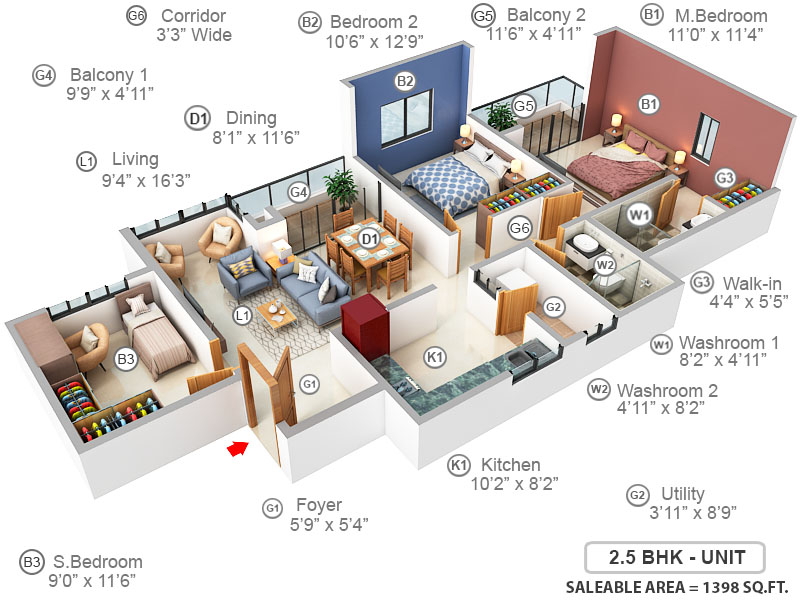 G6 Corridor
3'3" Wide
B2 Bedroom 2
10'6" x 12'9"
G5 Balcony 2
11'6" x 4'11"
B1 M.Bedroom
11'0" x 11'4"
G4 Balcony 1
9'9" x 4'11"
D1 Dining
8'1" x 11'6"
L1 Living
9'4" x 16'3"
B2
B1
G5
G3
G4
W1
G6
D1
W2
G3 Walk-in
4'4" x 5'5"
L1
G2
W1 Washroom 1
8'2" x 4'11"
B3
K1
G1
W2 Washroom 2
4'11" x 8'2"
K1 Kitchen
10'2" x 8'2"
G1 Foyer
5'9" x 5'4"
G2 Utility
3'11" x 8'9"
B3 S.Bedroom
9'0" x 11'6"
2.5 BHK - UNIT
SALEABLE AREA = 1398 SQ.FT.